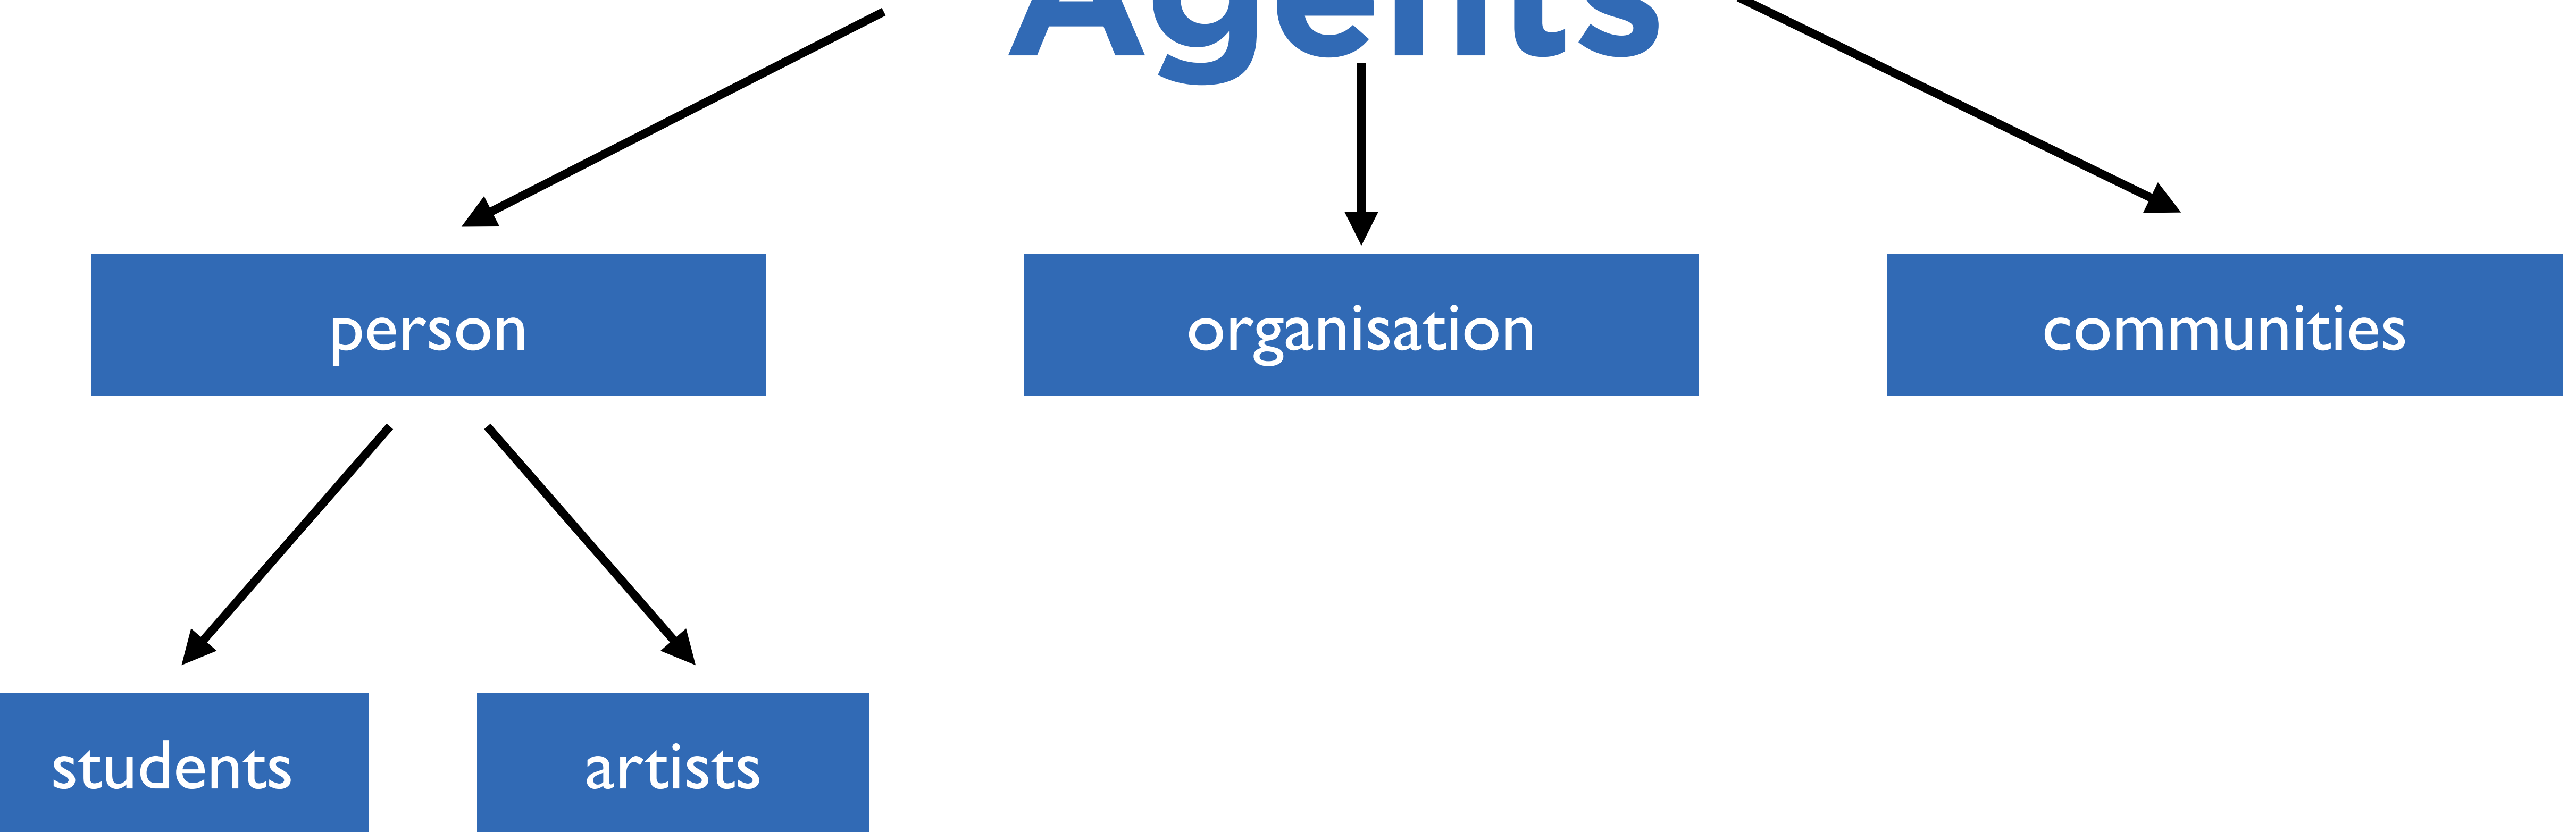 Agents
person
organisation
communities
students
artists